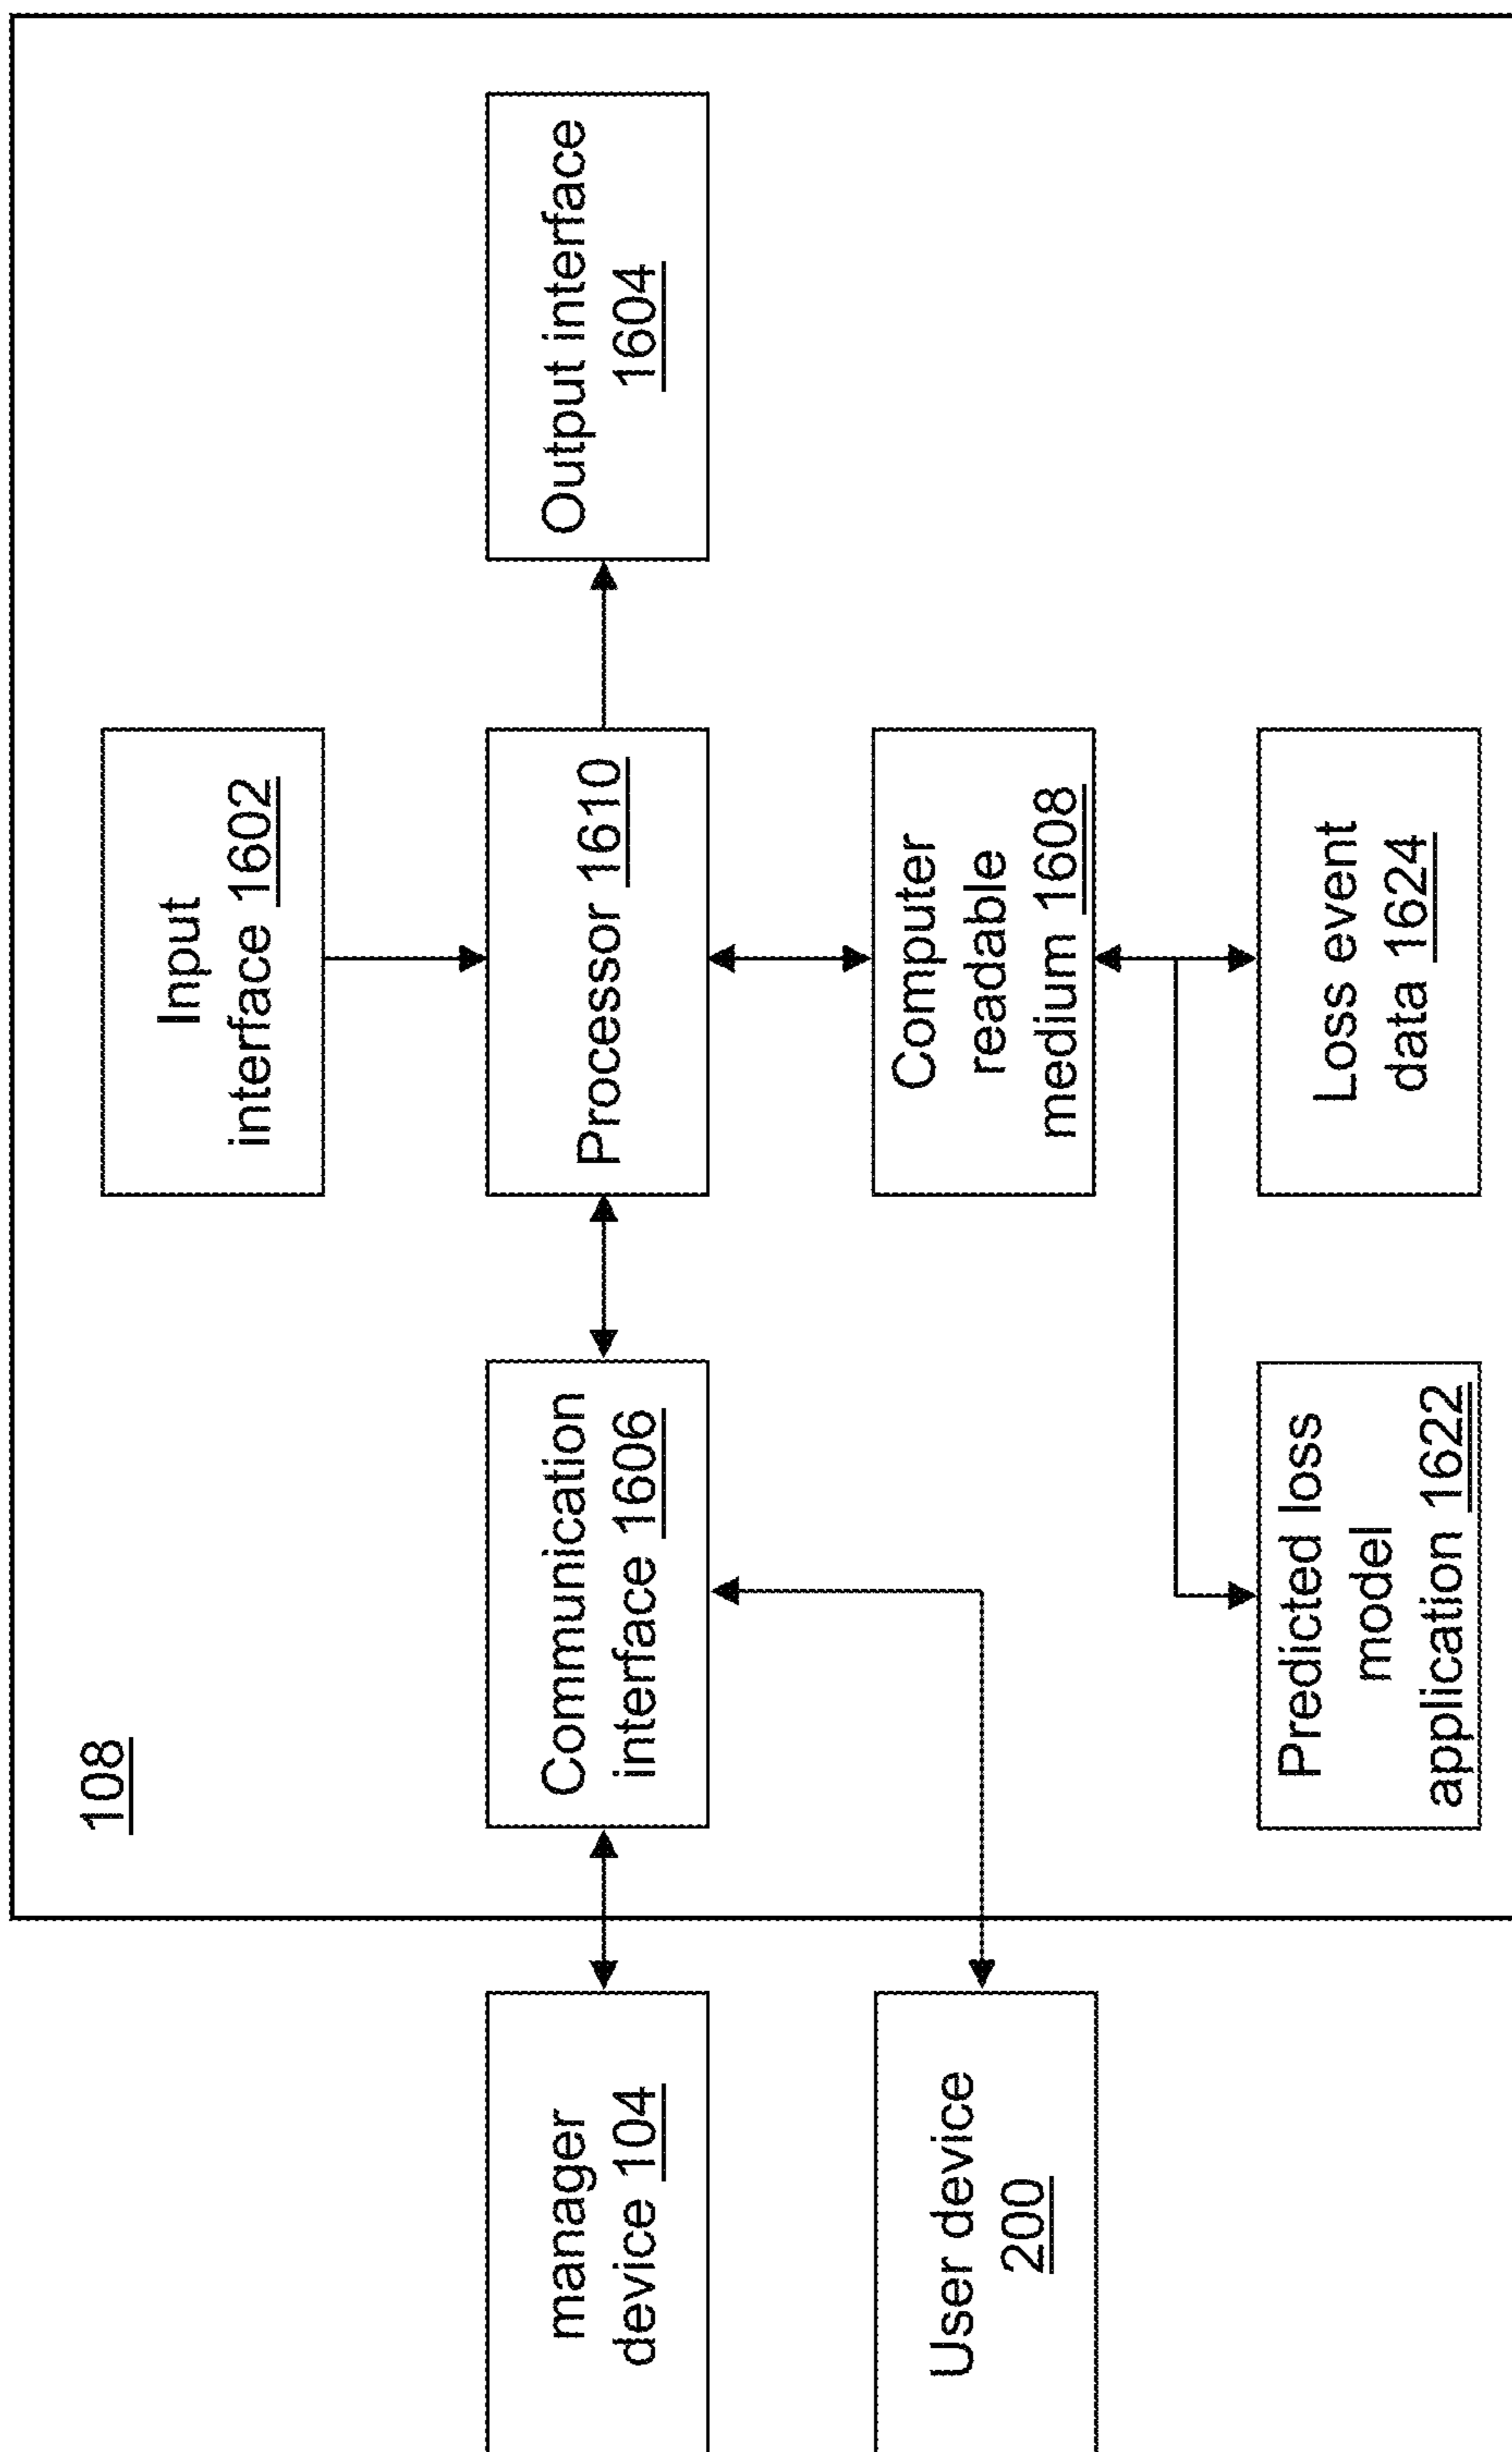 108
Input
interface 1602
manager
device 104
Communication
interface 1606
Processor 1610
Output interface
1604
User device
200
Computer
readable
medium 1608
Predicted loss
model
application 1622
Loss event
data 1624